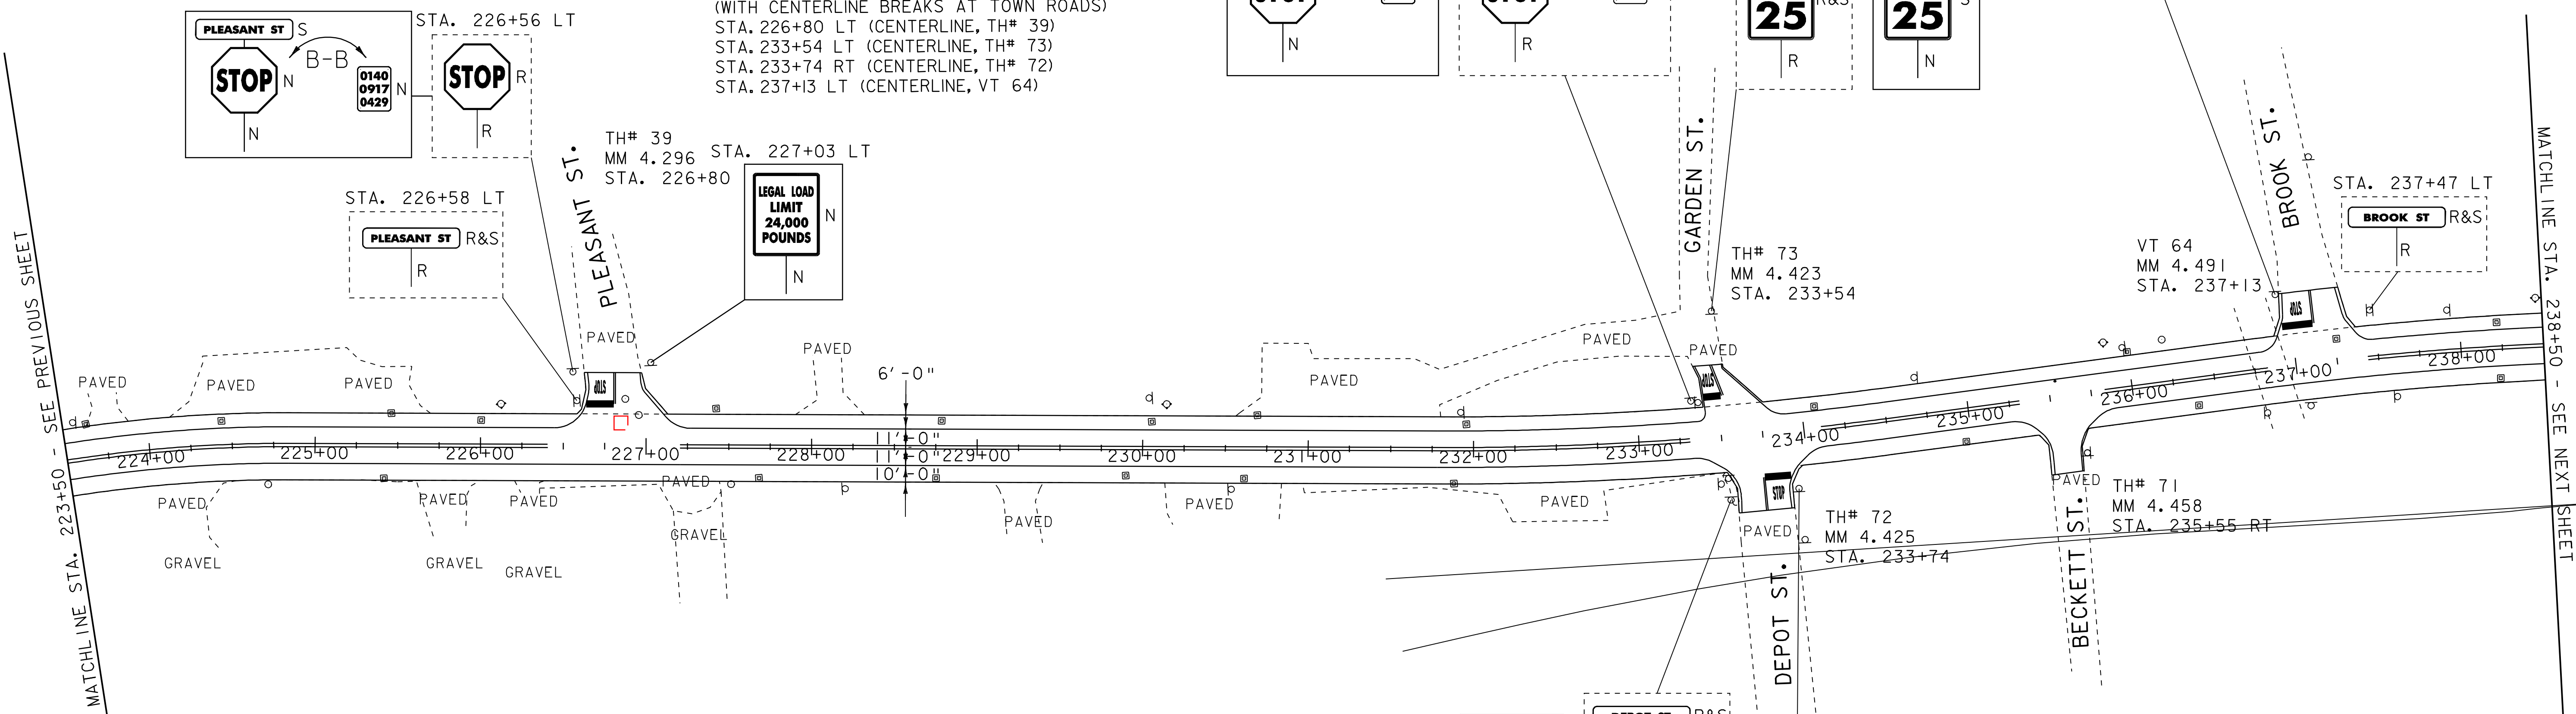 (WITH CENTERLINE BREAKS AT TOWN ROADS)
STA. 226+80 LT (CENTERLINE, TH# 39)
STA. 233+54 LT (CENTERLINE, TH# 73)
STA. 233+74 RT (CENTERLINE, TH# 72)
STA. 237+13 LT (CENTERLINE, VT 64)
PLEASANT ST S
STOP N
B-B
0140
0917
0429
N
N
STA. 226+56 LT
STOP R
R
STA. 226+58 LT
PLEASANT ST R&S
R
PLEASANT ST.
TH# 39
MM 4.296
STA. 226+80
STA. 227+03 LT
LEGAL LOAD
LIMIT
24,000
POUNDS
N
N
N
R
25
R
25
N
GARDEN ST.
TH# 73
MM 4.423
STA. 233+54
BROOK ST.
VT 64
MM 4.491
STA. 237+13
STA. 237+47 LT
BROOK ST R&S
R
MATCHLINE STA. 223+50 - SEE PREVIOUS SHEET
MATCHLINE STA. 238+50 - SEE NEXT SHEET
PAVED
PAVED
PAVED
PAVED
PAVED
PAVED
PAVED
PAVED
STOP
STOP
STOP
6'-0"
11'-0"
11'-0"
10'-0"
224+00
225+00
226+00
227+00
228+00
229+00
230+00
231+00
232+00
233+00
234+00
235+00
236+00
237+00
238+00
PAVED
PAVED
PAVED
PAVED
PAVED
PAVED
PAVED
PAVED
PAVED
STOP
GRAVEL
GRAVEL
GRAVEL
GRAVEL
DEPOT ST.
TH# 72
MM 4.425
STA. 233+74
BECKETT ST.
TH# 71
MM 4.458
STA. 235+55 RT